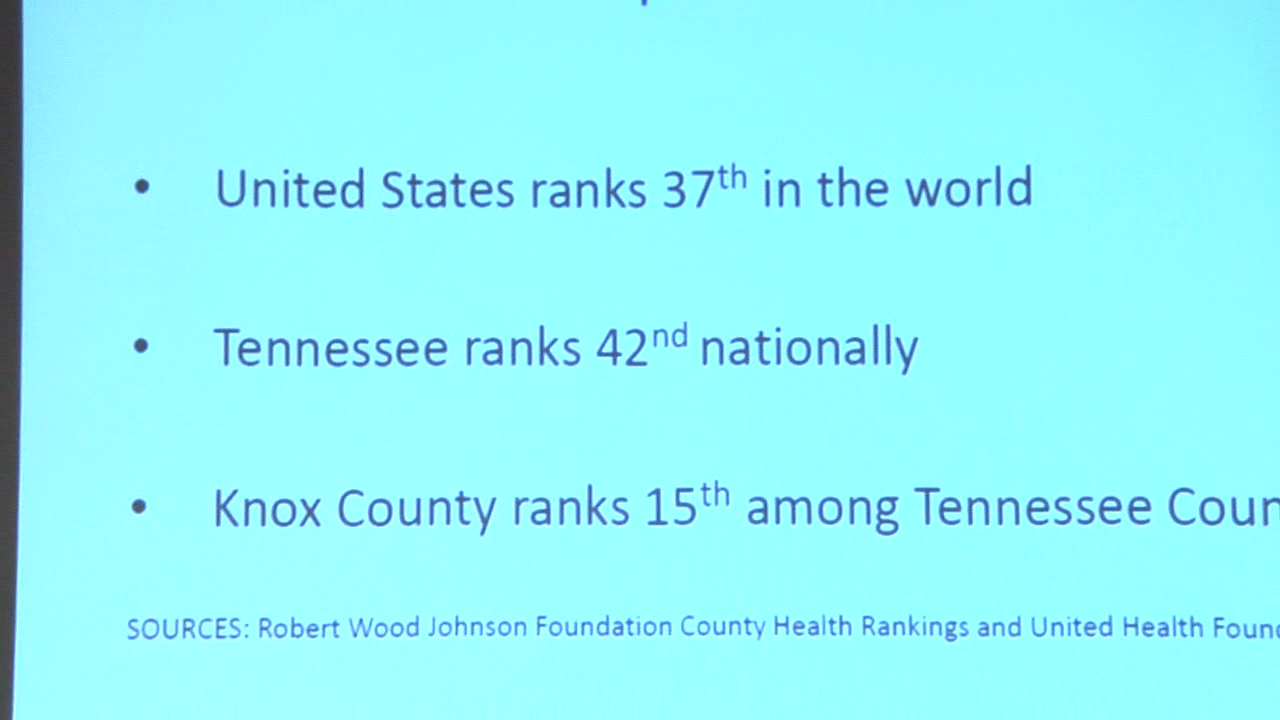 • United States ranks 37th in the world
• Tennessee ranks 42nd nationally
• Knox County ranks 15th among Tennessee
SOURCES: Robert Wood Johnson Foundation County Health Rankings and United Health